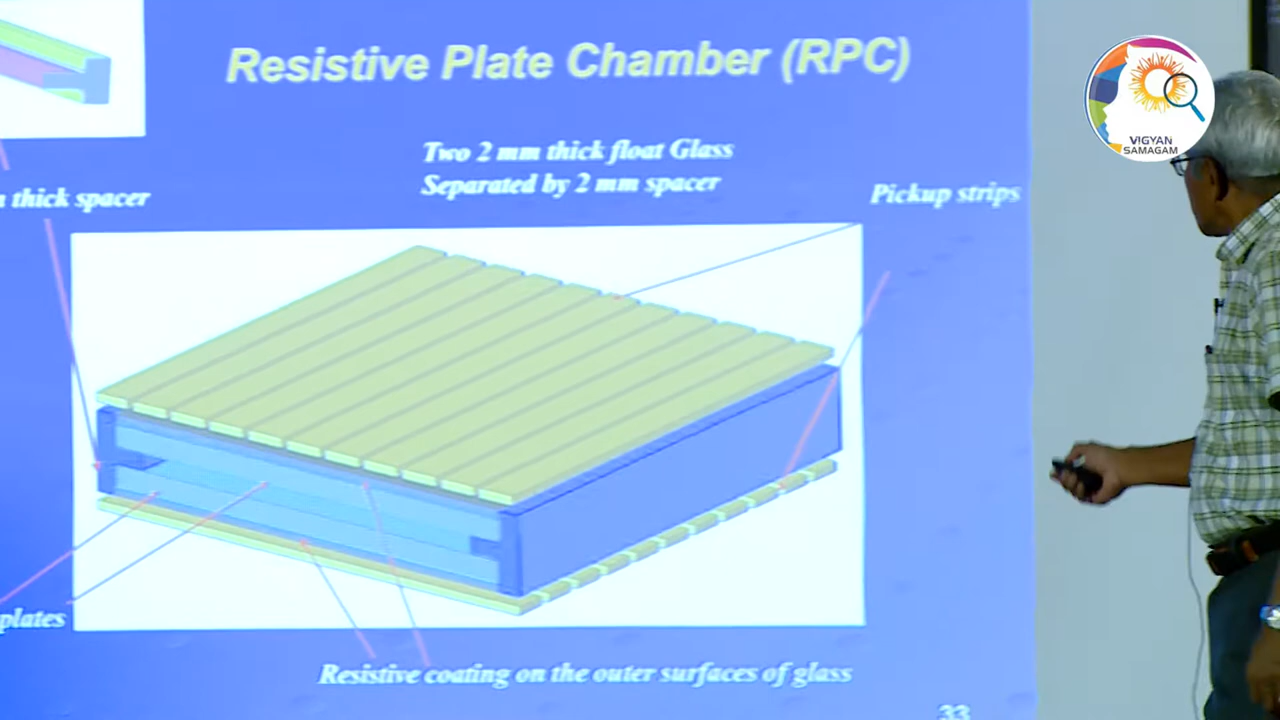 Resistive Plate Chamber (RPC)
VIGYAN
SAMAGAM
Two 2 mm thick float Glass
Separated by 2 mm spacer
thick spacer
Pickup strips
plates
Resistive coating on the outer surfaces of glass
33